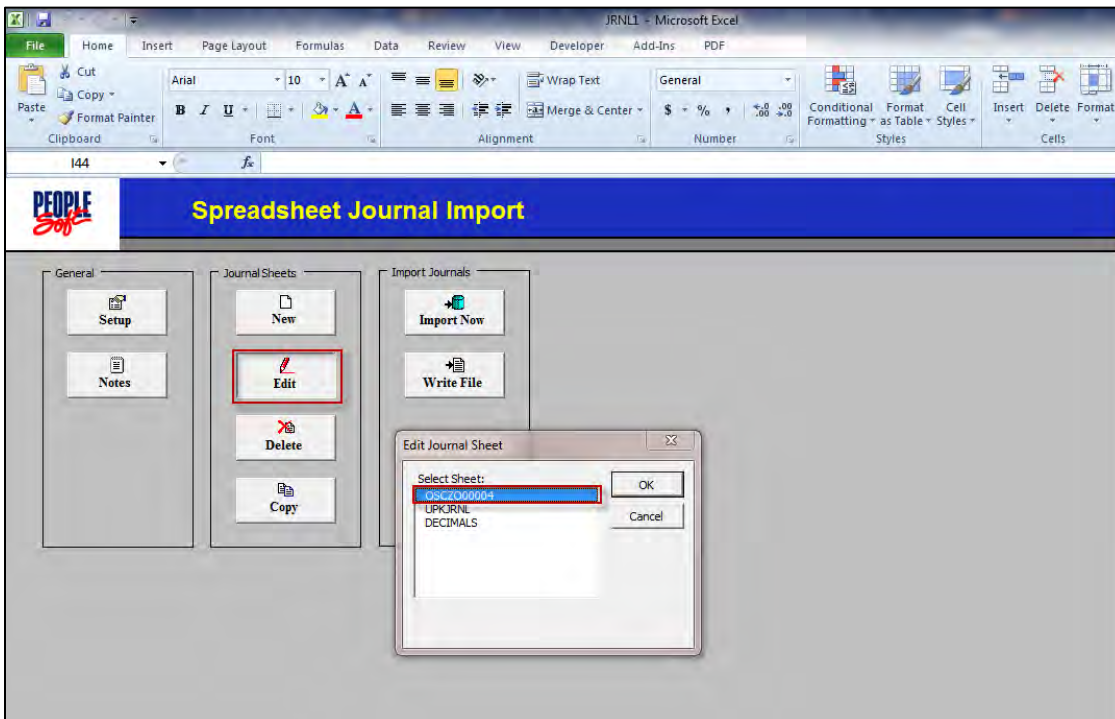 JRNL1 - Microsoft Excel
File Home Insert Page Layout Formulas Data Review View Developer Add-Ins PDF
Cut
Copy
Format Painter
Paste
Clipboard
Arial 10 A A
B I U A
Font
Wrap Text
Merge & Center
Alignment
General
$ % , .0 .00 .00 .0
Number
Conditional Formatting
Format as Table
Cell Styles
Styles
Insert Delete Format
Cells
I44 fx
PEOPLE Soft
Spreadsheet Journal Import
General
Setup
Notes
Journal Sheets
New
Edit
Delete
Copy
Import Journals
Import Now
Write File
Edit Journal Sheet
Select Sheet:
OSCZO00004
UPKJRNL
DECIMALS
OK
Cancel